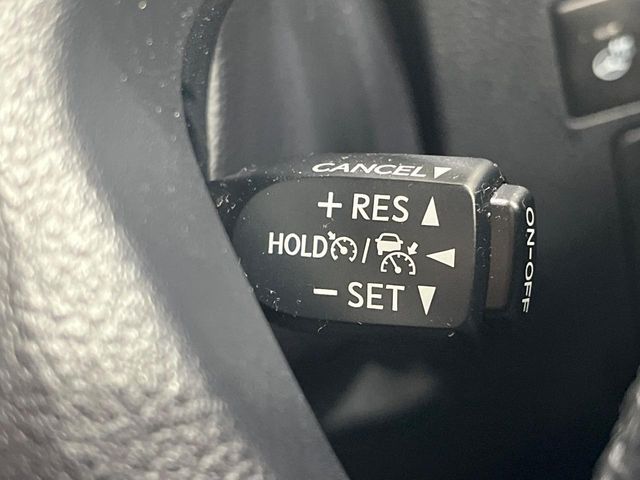 CANCEL▼
+ RES ▲
HOLD / ◀
− SET ▼
ON-OFF